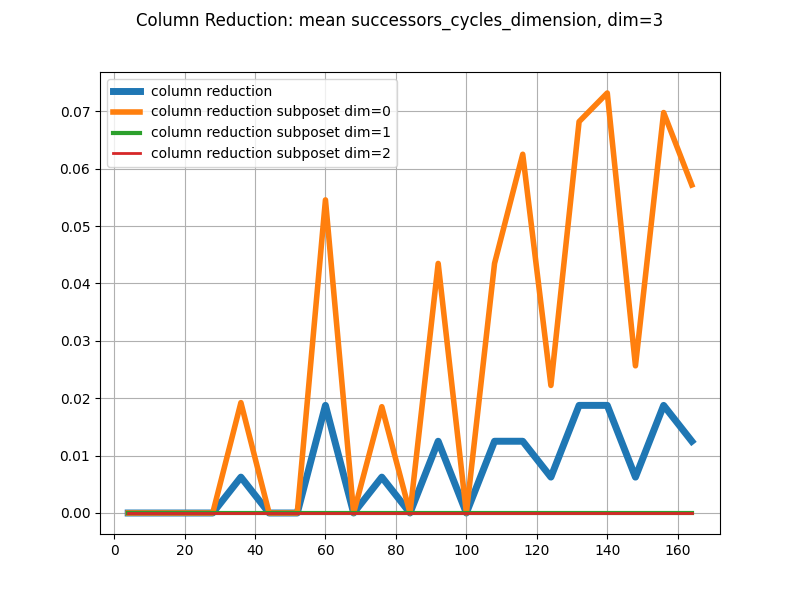 Column Reduction: mean successors_cycles_dimension, dim=3
column reduction
column reduction subposet dim=0
column reduction subposet dim=1
column reduction subposet dim=2
0.07
0.06
0.05
0.04
0.03
0.02
0.01
0.00
0 20 40 60 80 100 120 140 160